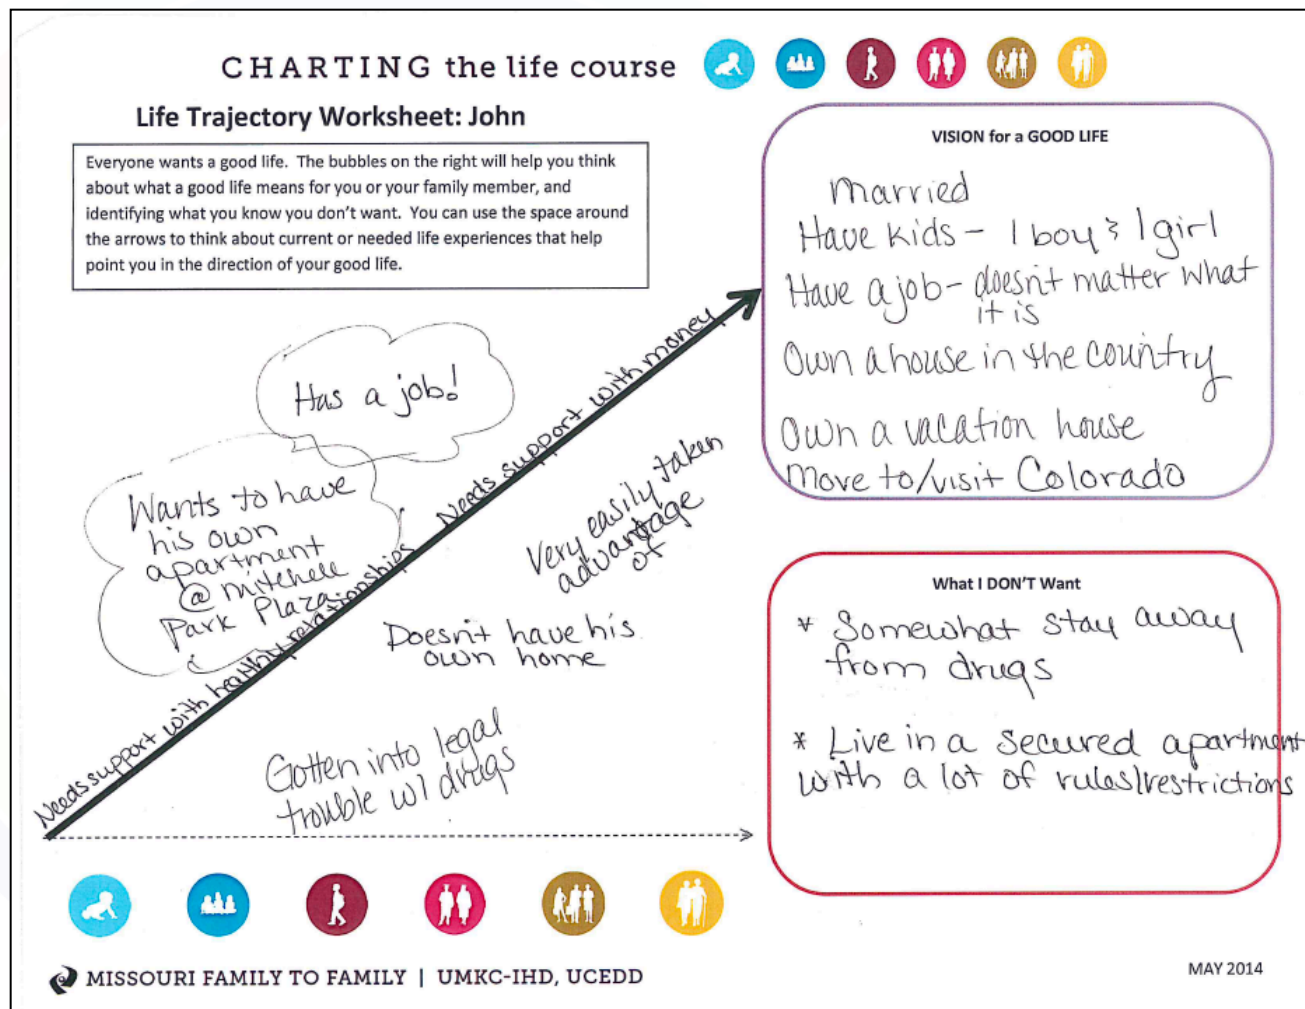 CHARTING the life course
Life Trajectory Worksheet: John
Everyone wants a good life. The bubbles on the right will help you think
about what a good life means for you or your family member, and
identifying what you know you don't want. You can use the space around
the arrows to think about current or needed life experiences that help
point you in the direction of your good life.
VISION for a GOOD LIFE
Married
Have kids - 1 boy & 1 girl
Have a job - doesn't matter what
it is
Own a house in the country
Own a vacation house
Move to/visit Colorado
Has a job!
Wants to have
his own
apartment
@ Mitchell
Park Plaza
Needs support with healthy relationships
Needs support with money
Very easily taken
advantage
of
Doesn't have his
own home
Gotten into legal
trouble w/ drugs
What I DON'T Want
* Somewhat stay away
from drugs
* Live in a secured apartment
with a lot of rules/restrictions
MISSOURI FAMILY TO FAMILY | UMKC-IHD, UCEDD
MAY 2014